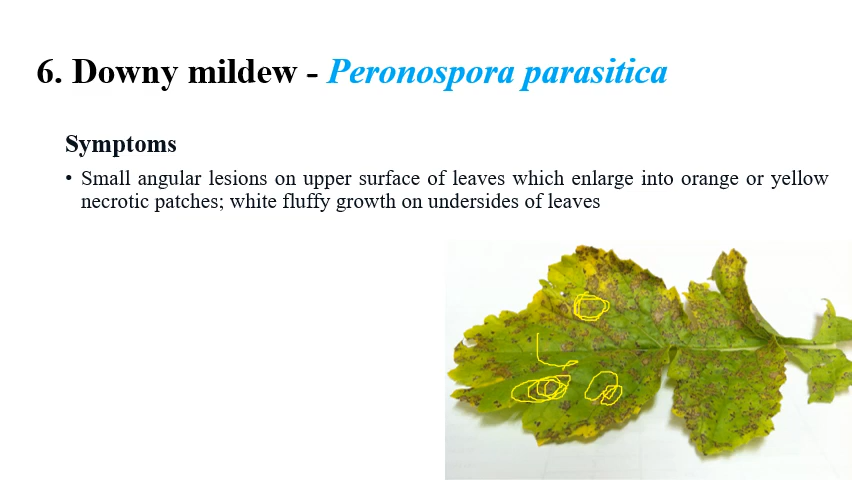 6. Downy mildew - Peronospora parasitica
Symptoms
• Small angular lesions on upper surface of leaves which enlarge into orange or yellow
necrotic patches; white fluffy growth on undersides of leaves